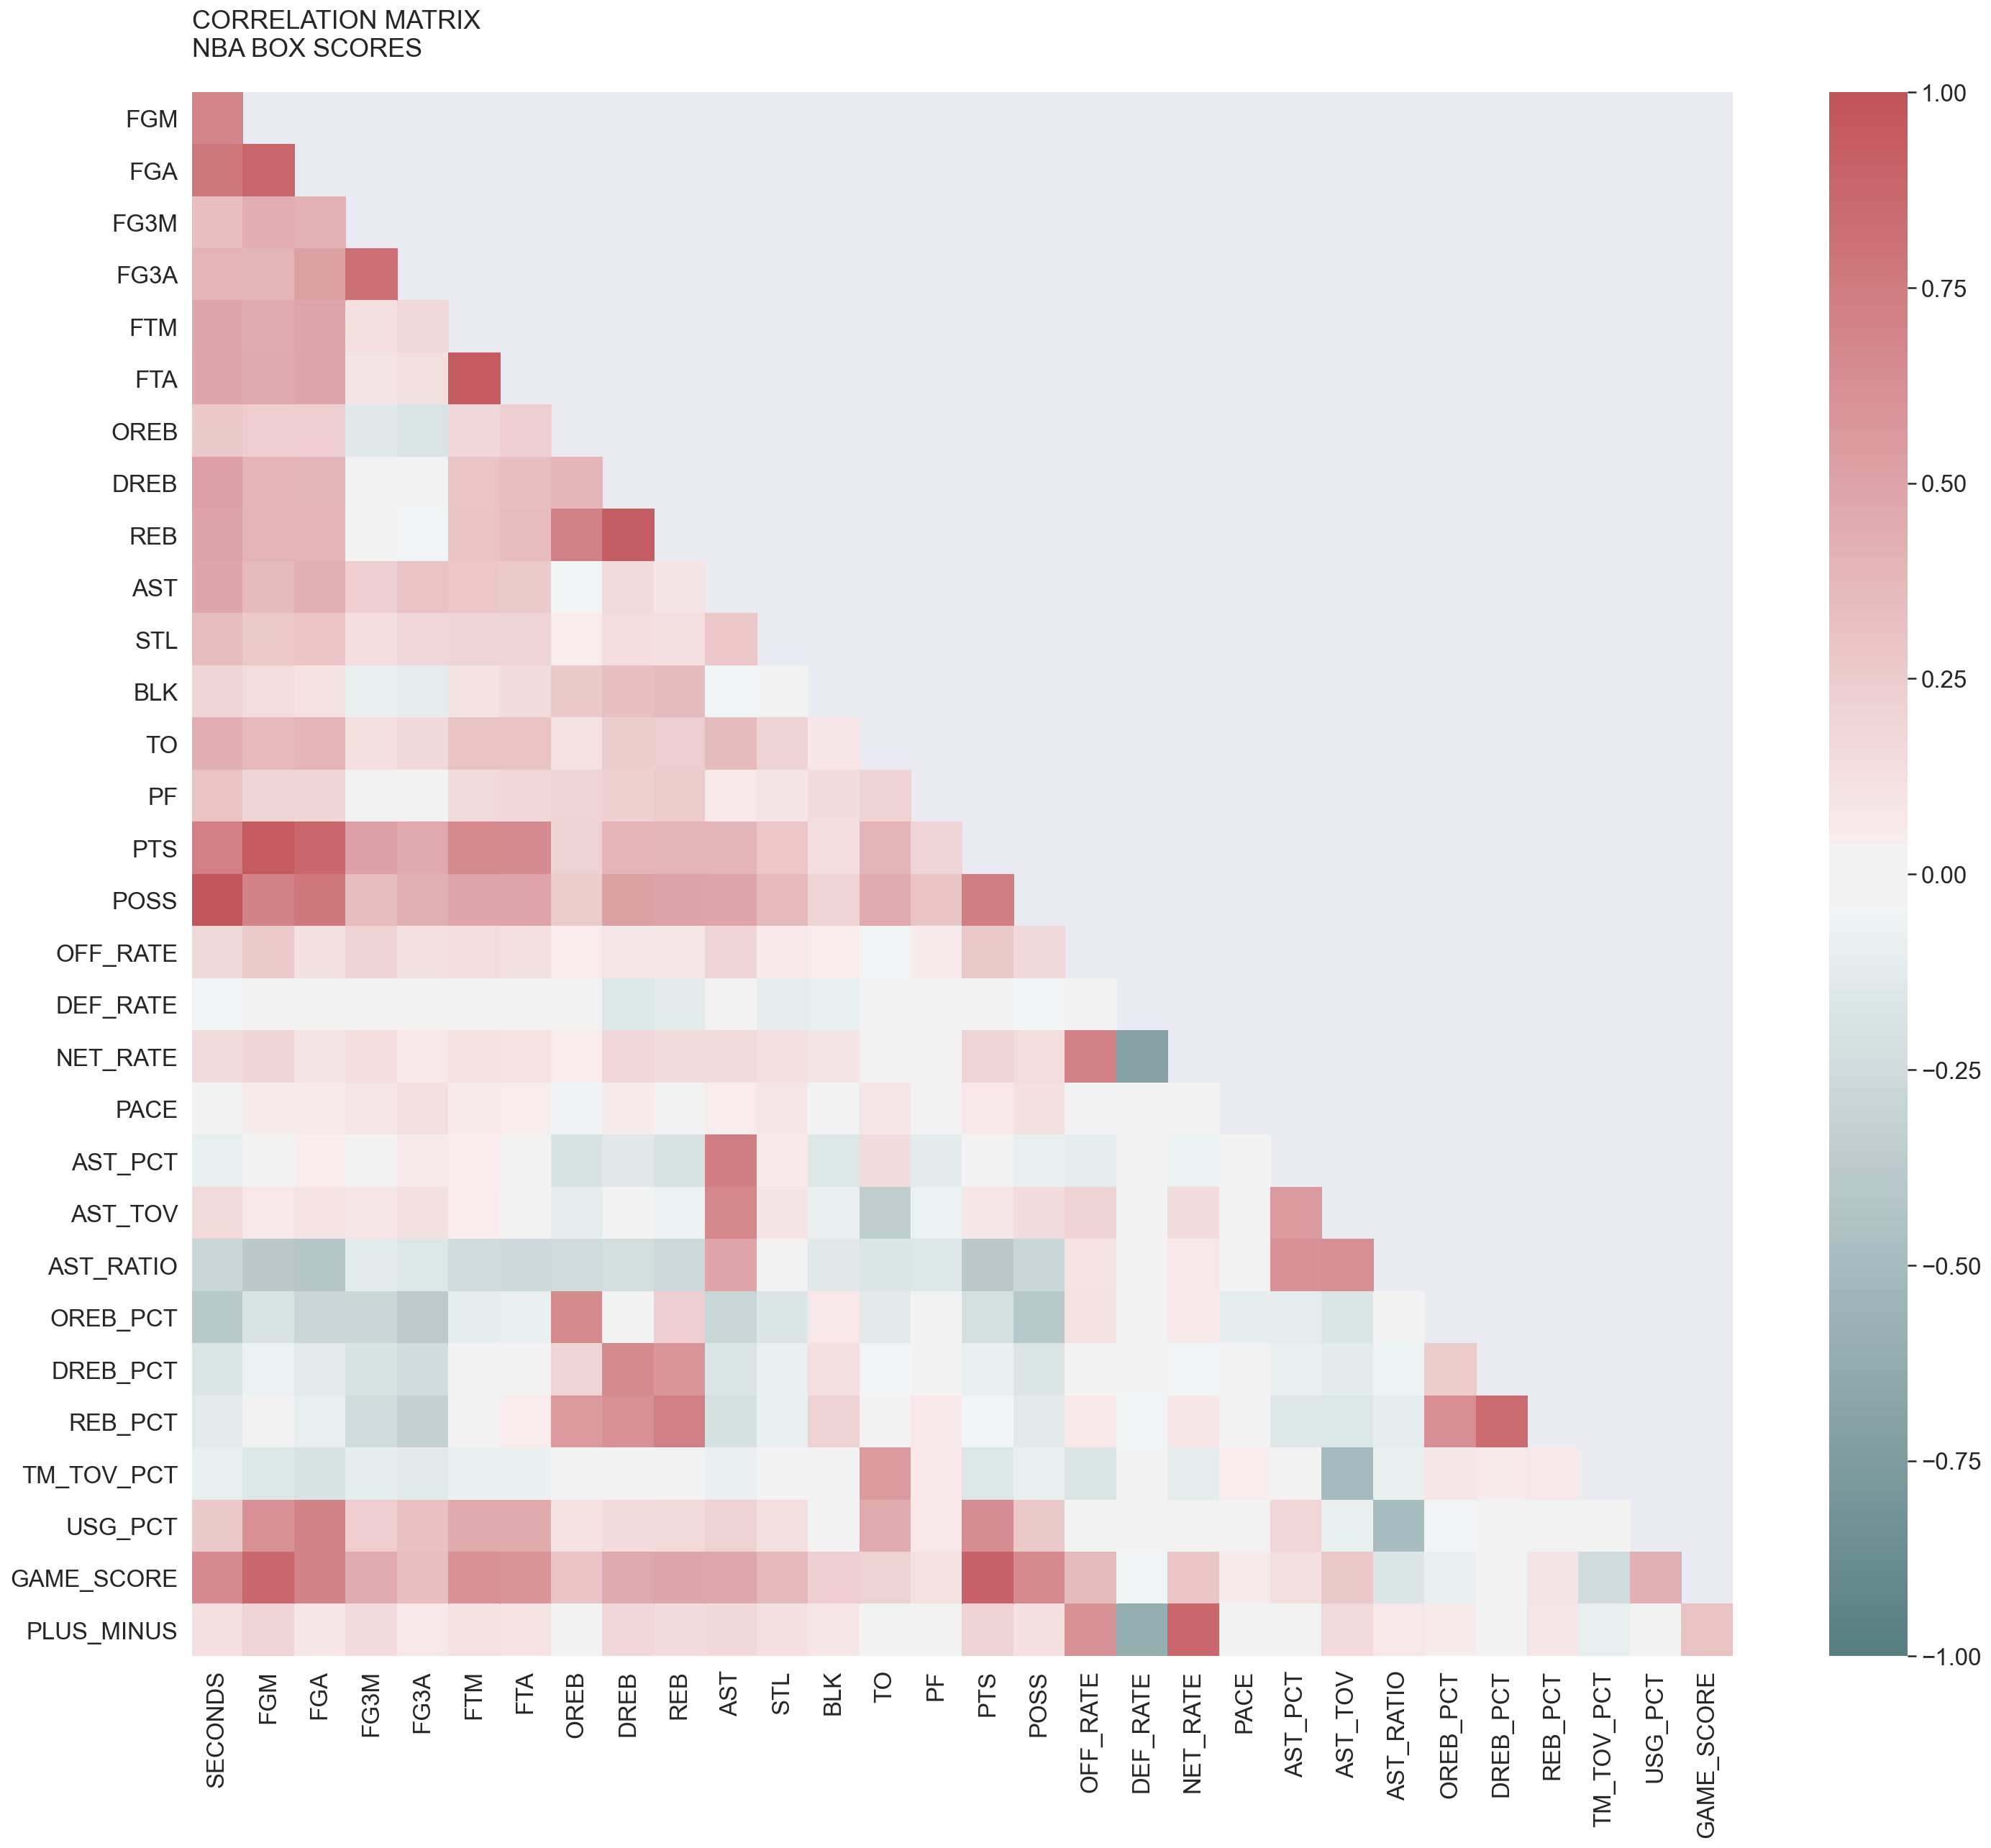 CORRELATION MATRIX
NBA BOX SCORES
FGM
FGA
FG3M
FG3A
FTM
FTA
OREB
DREB
REB
AST
STL
BLK
TO
PF
PTS
POSS
OFF_RATE
DEF_RATE
NET_RATE
PACE
AST_PCT
AST_TOV
AST_RATIO
OREB_PCT
DREB_PCT
REB_PCT
TM_TOV_PCT
USG_PCT
GAME_SCORE
PLUS_MINUS
SECONDS
FGM
FGA
FG3M
FG3A
FTM
FTA
OREB
DREB
REB
AST
STL
BLK
TO
PF
PTS
POSS
OFF_RATE
DEF_RATE
NET_RATE
PACE
AST_PCT
AST_TOV
AST_RATIO
OREB_PCT
DREB_PCT
REB_PCT
TM_TOV_PCT
USG_PCT
GAME_SCORE
1.00
0.75
0.50
0.25
0.00
−0.25
−0.50
−0.75
−1.00